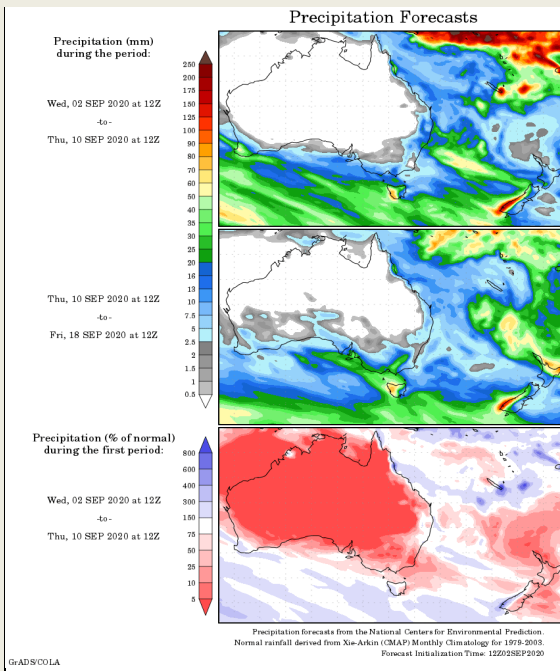 Precipitation Forecasts
Precipitation (mm)
during the period:
Wed, 02 SEP 2020 at 12Z
-to-
Thu, 10 SEP 2020 at 12Z
250
200
175
150
125
100
90
80
70
60
50
40
35
30
25
20
16
13
10
7.5
5
2.5
2
1.5
1
0.5
Thu, 10 SEP 2020 at 12Z
-to-
Fri, 18 SEP 2020 at 12Z
Precipitation (% of normal)
during the first period:
Wed, 02 SEP 2020 at 12Z
-to-
Thu, 10 SEP 2020 at 12Z
800
600
400
300
150
75
50
25
10
5
Precipitation forecasts from the National Centers for Environmental Prediction.
Normal rainfall derived from Xie-Arkin (CMAP) Monthly Climatology for 1979-2003.
Forecast Initialization Time: 12Z02SEP2020
GrADS/COLA